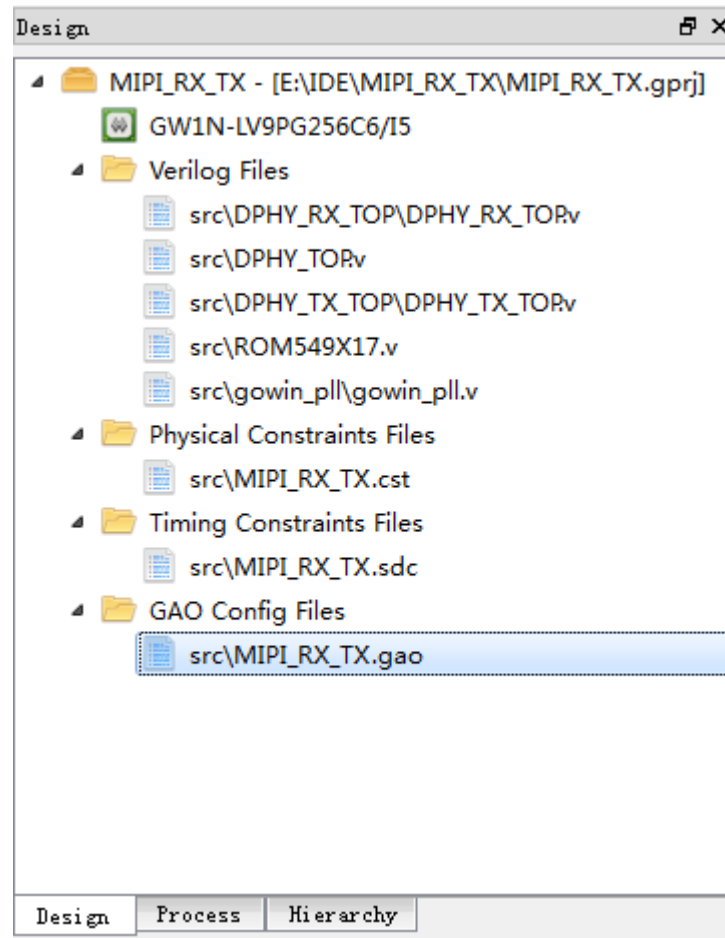 Design
MIPI_RX_TX - [E:\IDE\MIPI_RX_TX\MIPI_RX_TX.gprj]
GW1N-LV9PG256C6/I5
Verilog Files
src\DPHY_RX_TOP\DPHY_RX_TOP.v
src\DPHY_TOP.v
src\DPHY_TX_TOP\DPHY_TX_TOP.v
src\ROM549X17.v
src\gowin_pll\gowin_pll.v
Physical Constraints Files
src\MIPI_RX_TX.cst
Timing Constraints Files
src\MIPI_RX_TX.sdc
GAO Config Files
src\MIPI_RX_TX.gao
Design Process Hierarchy